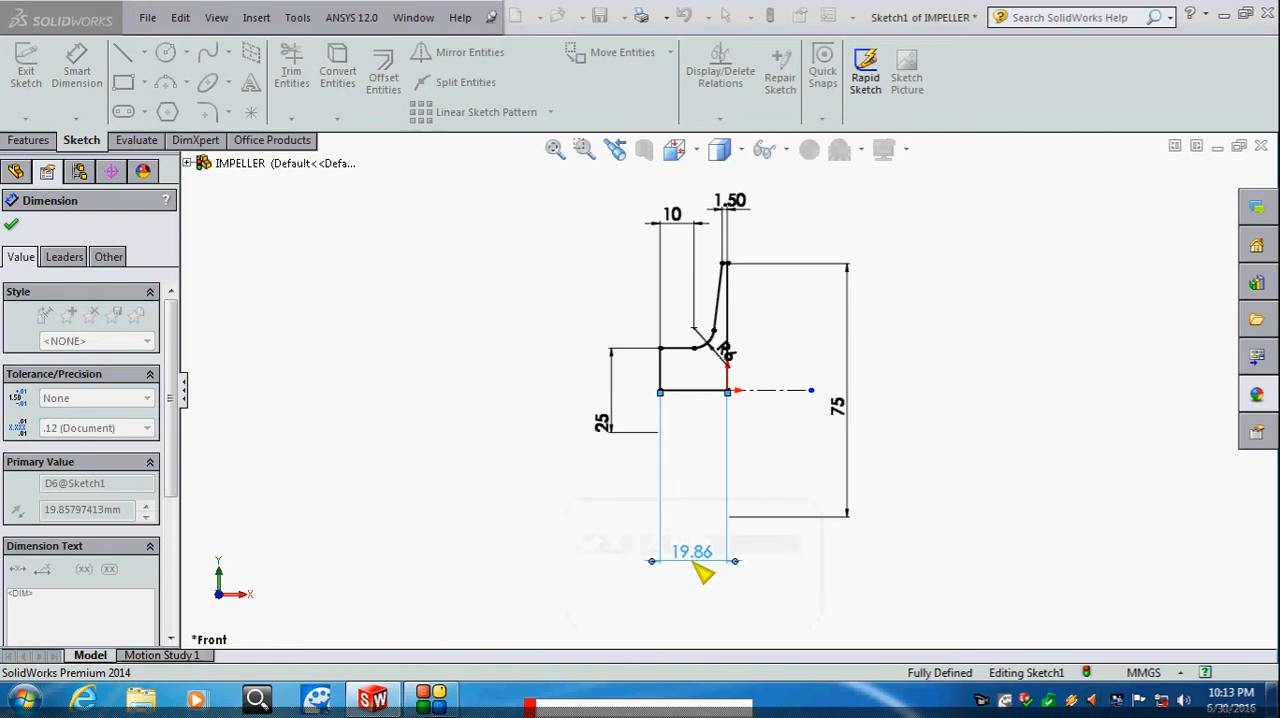 SOLIDWORKS File Edit View Insert Tools ANSYS 12.0 Window Help Sketch1 of IMPELLER * Search SolidWorks Help
Exit Sketch
Smart Dimension
Trim Entities
Convert Entities
Offset Entities
Mirror Entities
Split Entities
Linear Sketch Pattern
Move Entities
Display/Delete Relations
Repair Sketch
Quick Snaps
Rapid Sketch
Sketch Picture
Features Sketch Evaluate DimXpert Office Products
IMPELLER (Default<<Defa...
Dimension ?
Value Leaders Other
Style
<NONE>
Tolerance/Precision
None
.12 (Document)
Primary Value
D6@Sketch1
19.85797413mm
Dimension Text
<DIM>
1.50
10
R6
25
75
19.86
Y
X
*Front
Model Motion Study 1
SolidWorks Premium 2014 Fully Defined Editing Sketch1 MMGS
10:13 PM
6/30/2016